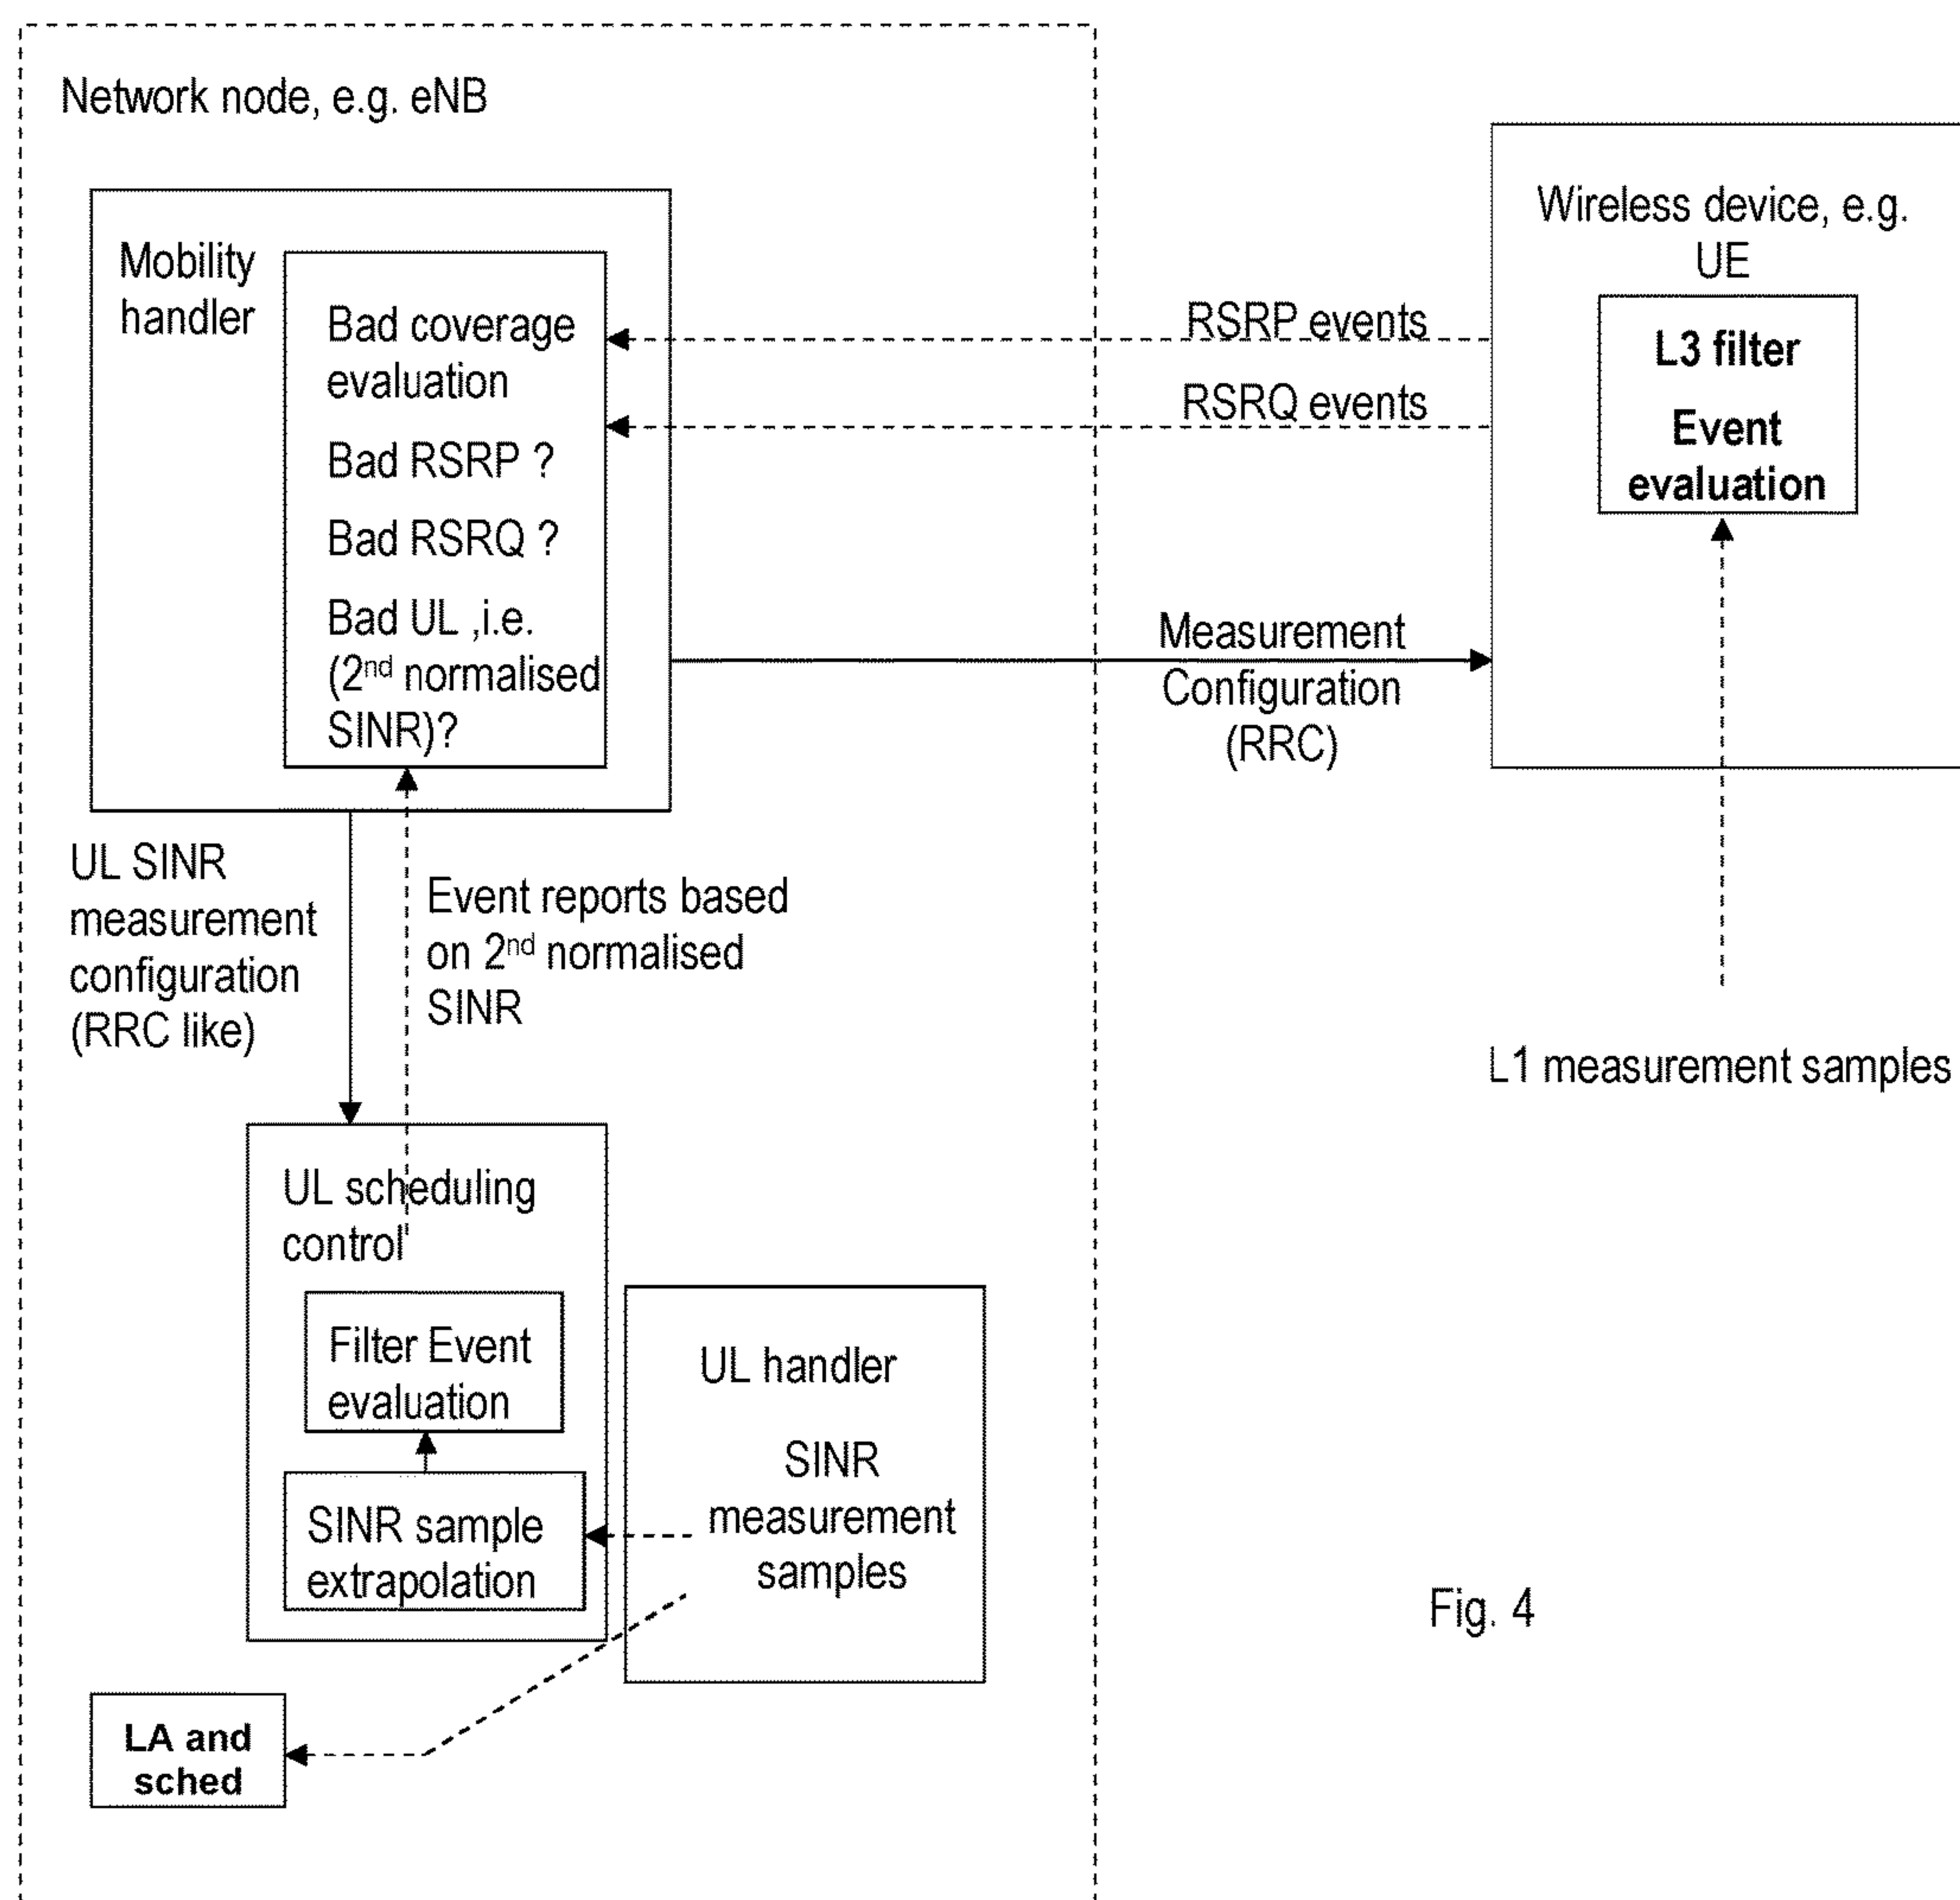 Network node, e.g. eNB
Mobility
handler
Bad coverage
evaluation
Bad RSRP ?
Bad RSRQ ?
Bad UL ,i.e.
(2nd normalised
SINR)?
RSRP events
RSRQ events
Measurement
Configuration
(RRC)
Wireless device, e.g.
UE
L3 filter
Event
evaluation
L1 measurement samples
UL SINR
measurement
configuration
(RRC like)
Event reports based
on 2nd normalised
SINR
UL scheduling
control
Filter Event
evaluation
SINR sample
extrapolation
UL handler
SINR
measurement
samples
LA and
sched
Fig. 4